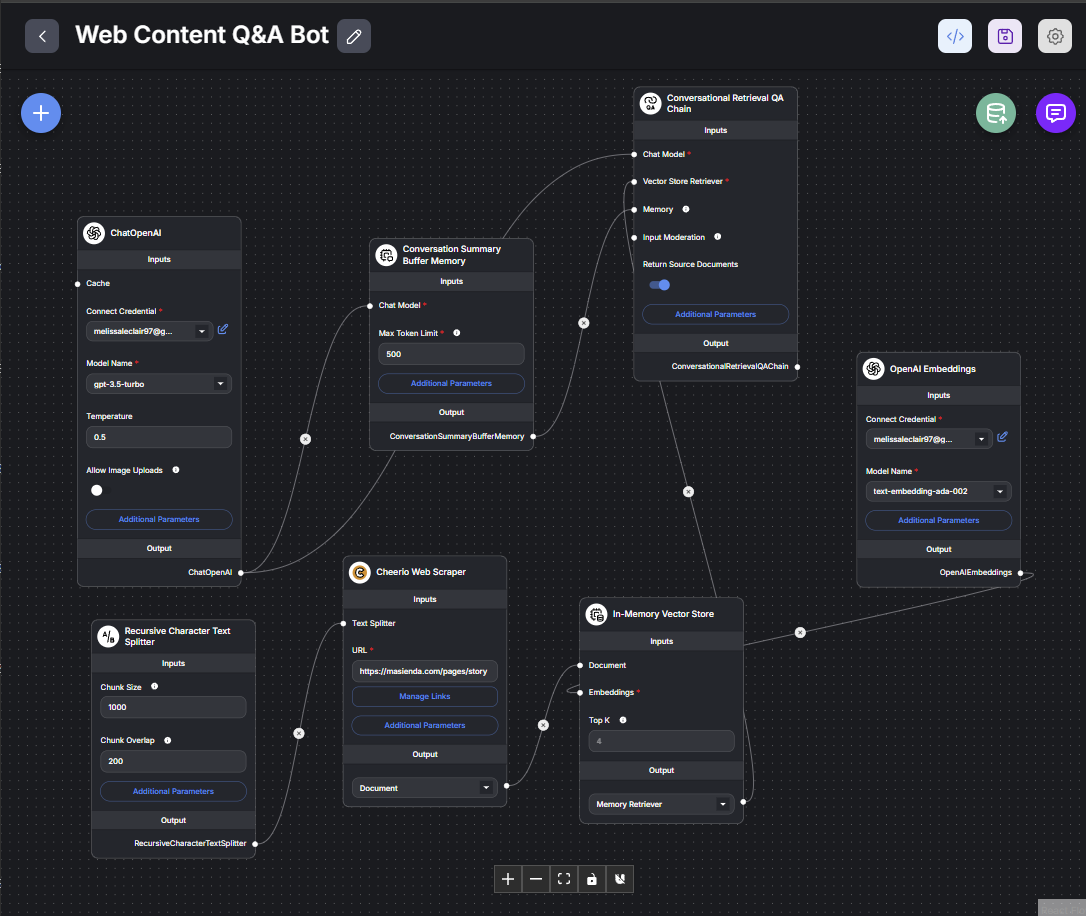 Web Content Q&A Bot
Conversational Retrieval QA
Chain
Inputs
Chat Model *
Vector Store Retriever *
Memory
Input Moderation
Return Source Documents
Additional Parameters
Output
ConversationalRetrievalQAChain
ChatOpenAI
Inputs
Cache
Connect Credential *
melissaleclair97@g...
Model Name *
gpt-3.5-turbo
Temperature
0.5
Allow Image Uploads
Additional Parameters
Output
ChatOpenAI
Conversation Summary
Buffer Memory
Inputs
Chat Model *
Max Token Limit *
500
Additional Parameters
Output
ConversationSummaryBufferMemory
OpenAI Embeddings
Inputs
Connect Credential *
melissaleclair97@g...
Model Name *
text-embedding-ada-002
Additional Parameters
Output
OpenAIEmbeddings
Cheerio Web Scraper
Inputs
Text Splitter
URL *
https://masienda.com/pages/story
Manage Links
Additional Parameters
Output
Document
In-Memory Vector Store
Inputs
Document
Embeddings *
Top K
4
Output
Memory Retriever
Recursive Character Text
Splitter
Inputs
Chunk Size
1000
Chunk Overlap
200
Additional Parameters
Output
RecursiveCharacterTextSplitter